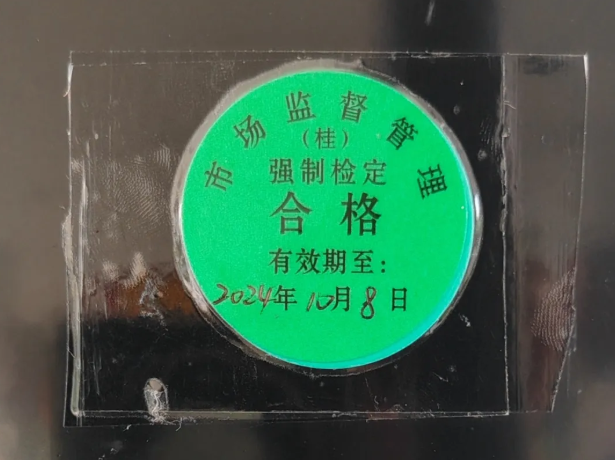 市场监督管理
（桂）
强制检定
合格
有效期至：
2024年10月8日